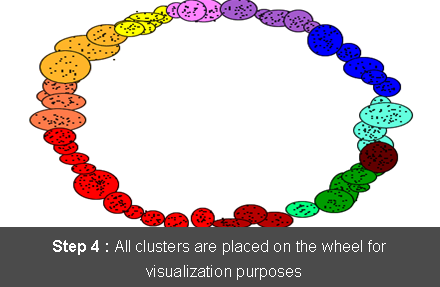 Step 4 : All clusters are placed on the wheel for
visualization purposes